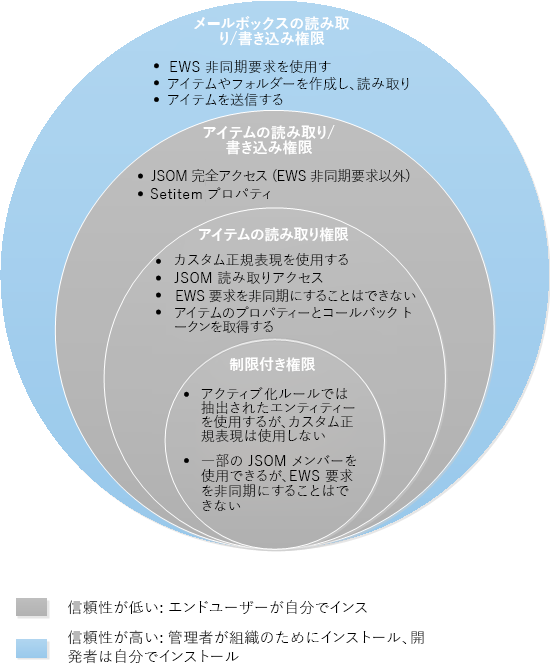 メールボックスの読み取
り/書き込み権限
• EWS 非同期要求を使用す
• アイテムやフォルダーを作成し、読み取り
• アイテムを送信する
アイテムの読み取り/
書き込み権限
• JSOM 完全アクセス (EWS 非同期要求以外)
• Setitem プロパティ
アイテムの読み取り権限
• カスタム正規表現を使用する
• JSOM 読み取りアクセス
• EWS 要求を非同期にすることはできない
• アイテムのプロパティーとコールバック ト
ークンを取得する
制限付き権限
• アクティブ化ルールでは
抽出されたエンティティー
を使用するが、カスタム正
規表現は使用しない
• 一部の JSOM メンバーを
使用できるが、EWS 要求
を非同期にすることはで
きない
信頼性が低い: エンドユーザーが自分でインス
信頼性が高い: 管理者が組織のためにインストール、開
発者は自分でインストール